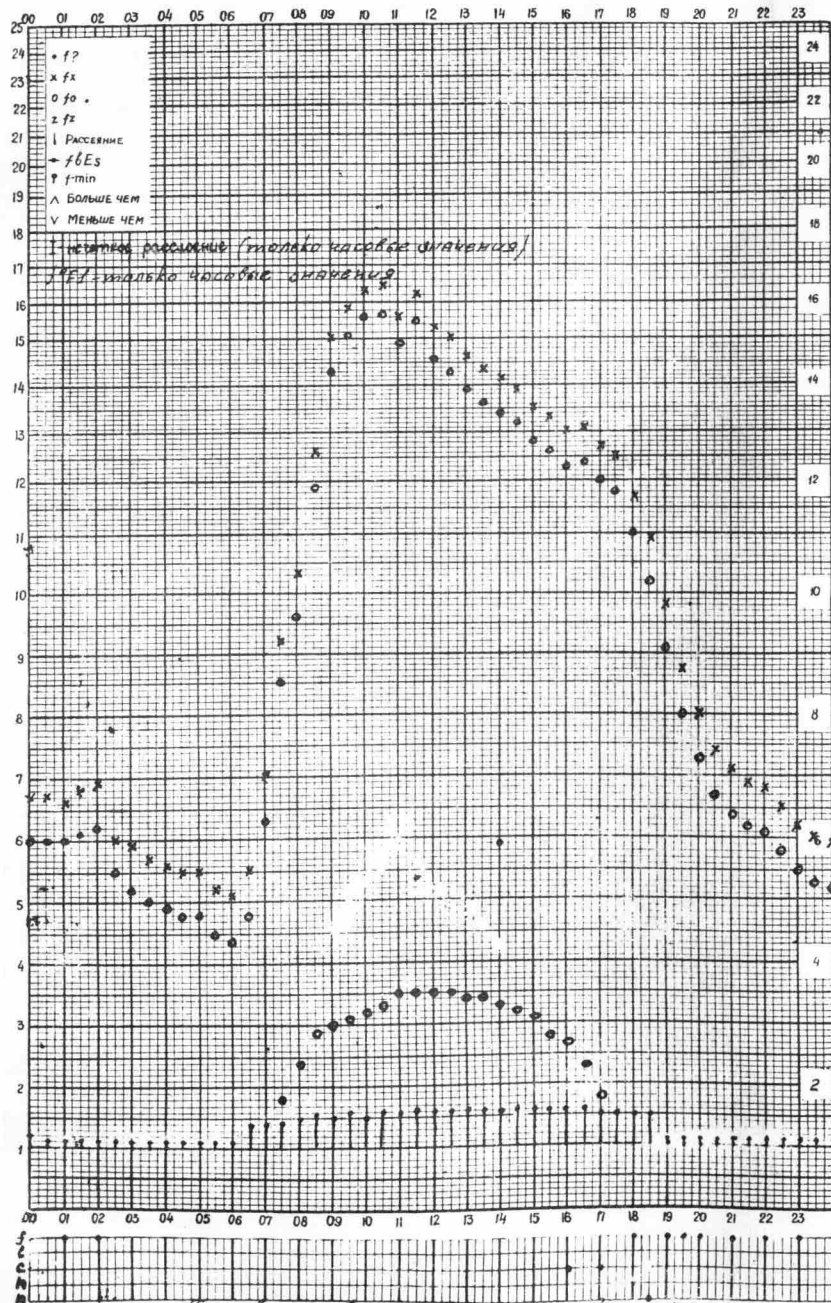 00 01 02 03 04 05 06 07 08 09 10 11 12 13 14 15 16 17 18 19 20 21 22 23
25
24 24
23
22 22
21
20 20
19
18 18
17
16 16
15
14 14
13
12 12
11
10 10
9
8 8
7
6 6
5
4 4
3
2 2
1
• f?
x fx
o fo
z fz
| РАССЕЯНИЕ
fbEs
f-min
∧ БОЛЬШЕ ЧЕМ
∨ МЕНЬШЕ ЧЕМ
I - нечеткое расслоение (только часовые значения)
только часовые значения
00 01 02 03 04 05 06 07 08 09 10 11 12 13 14 15 16 17 18 19 20 21 22 23
f
l
c
h